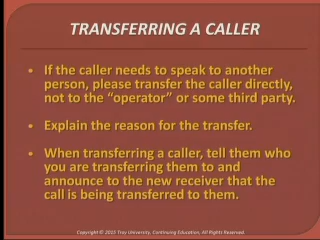 TRANSFERRING A CALLER
• If the caller needs to speak to another
person, please transfer the caller directly,
not to the “operator” or some third party.
• Explain the reason for the transfer.
• When transferring a caller, tell them who
you are transferring them to and
announce to the new receiver that the
call is being transferred to them.
Copyright © 2015 Troy University, Continuing Education, All Rights Reserved.